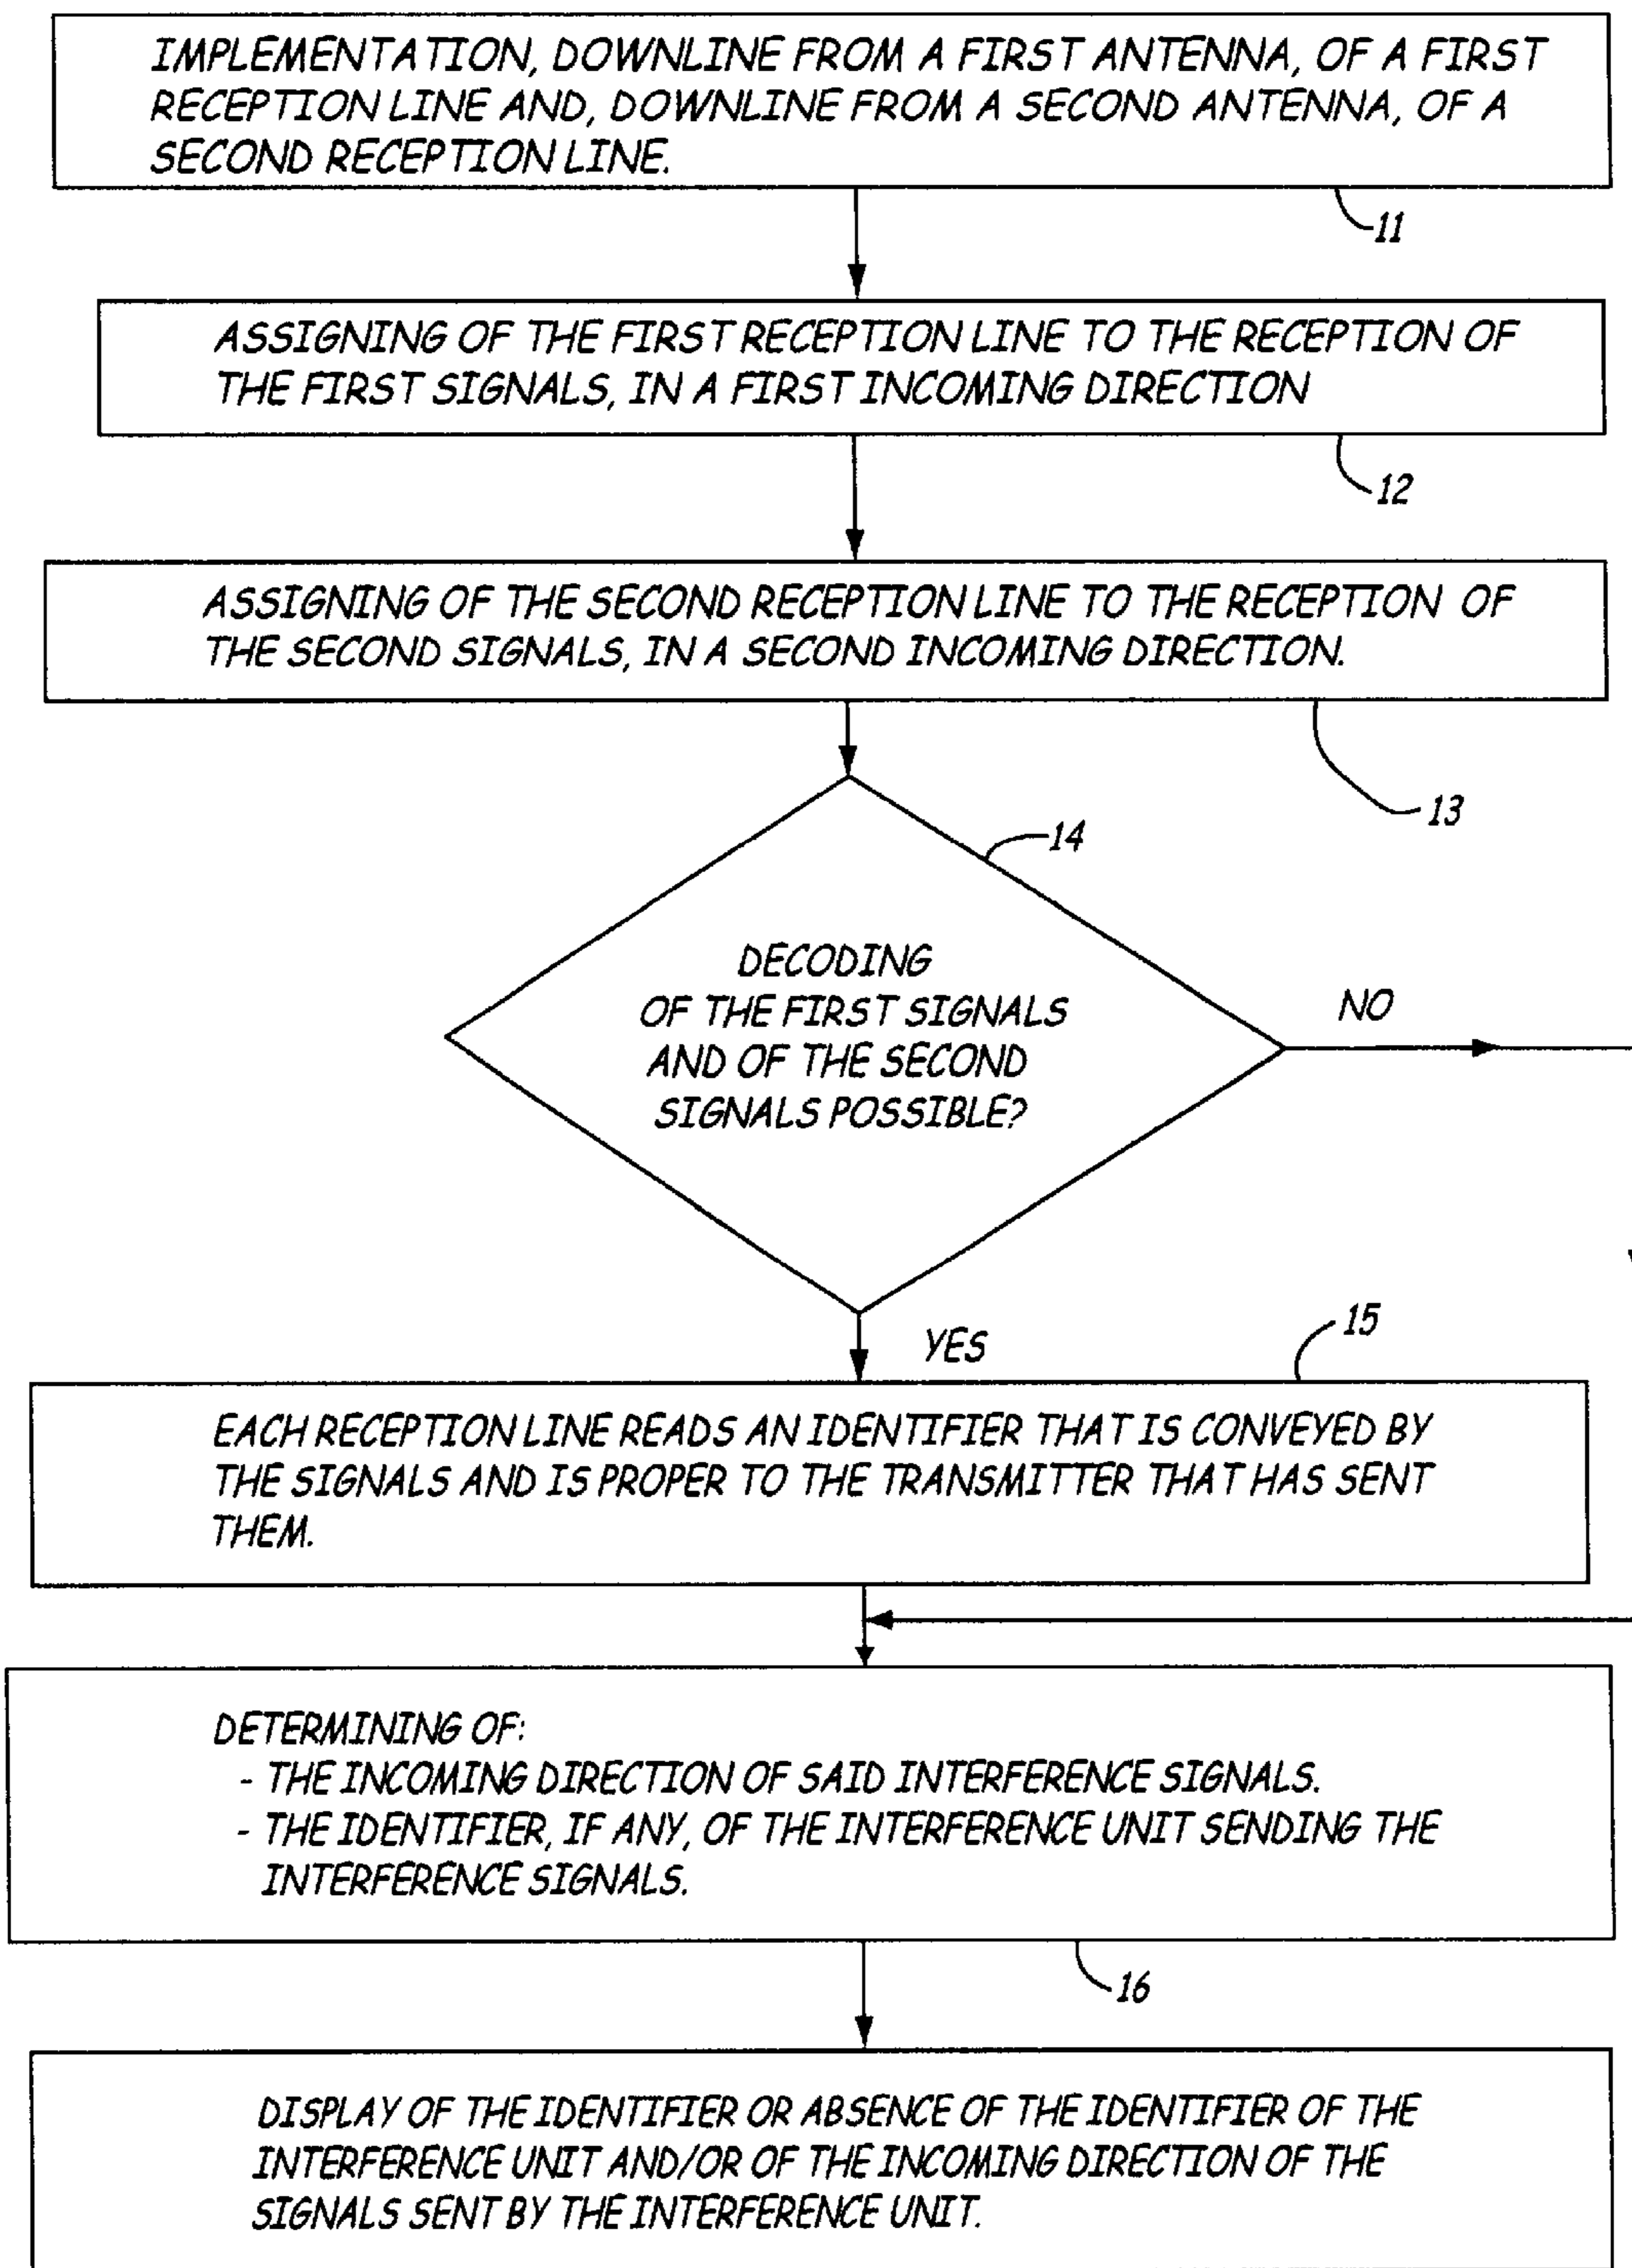 IMPLEMENTATION, DOWNLINE FROM A FIRST ANTENNA, OF A FIRST
RECEPTION LINE AND, DOWNLINE FROM A SECOND ANTENNA, OF A
SECOND RECEPTION LINE.
11
ASSIGNING OF THE FIRST RECEPTION LINE TO THE RECEPTION OF
THE FIRST SIGNALS, IN A FIRST INCOMING DIRECTION
12
ASSIGNING OF THE SECOND RECEPTION LINE TO THE RECEPTION OF
THE SECOND SIGNALS, IN A SECOND INCOMING DIRECTION.
13
14
DECODING
OF THE FIRST SIGNALS
AND OF THE SECOND
SIGNALS POSSIBLE?
NO
YES
15
EACH RECEPTION LINE READS AN IDENTIFIER THAT IS CONVEYED BY
THE SIGNALS AND IS PROPER TO THE TRANSMITTER THAT HAS SENT
THEM.
DETERMINING OF:
- THE INCOMING DIRECTION OF SAID INTERFERENCE SIGNALS.
- THE IDENTIFIER, IF ANY, OF THE INTERFERENCE UNIT SENDING THE
INTERFERENCE SIGNALS.
16
DISPLAY OF THE IDENTIFIER OR ABSENCE OF THE IDENTIFIER OF THE
INTERFERENCE UNIT AND/OR OF THE INCOMING DIRECTION OF THE
SIGNALS SENT BY THE INTERFERENCE UNIT.